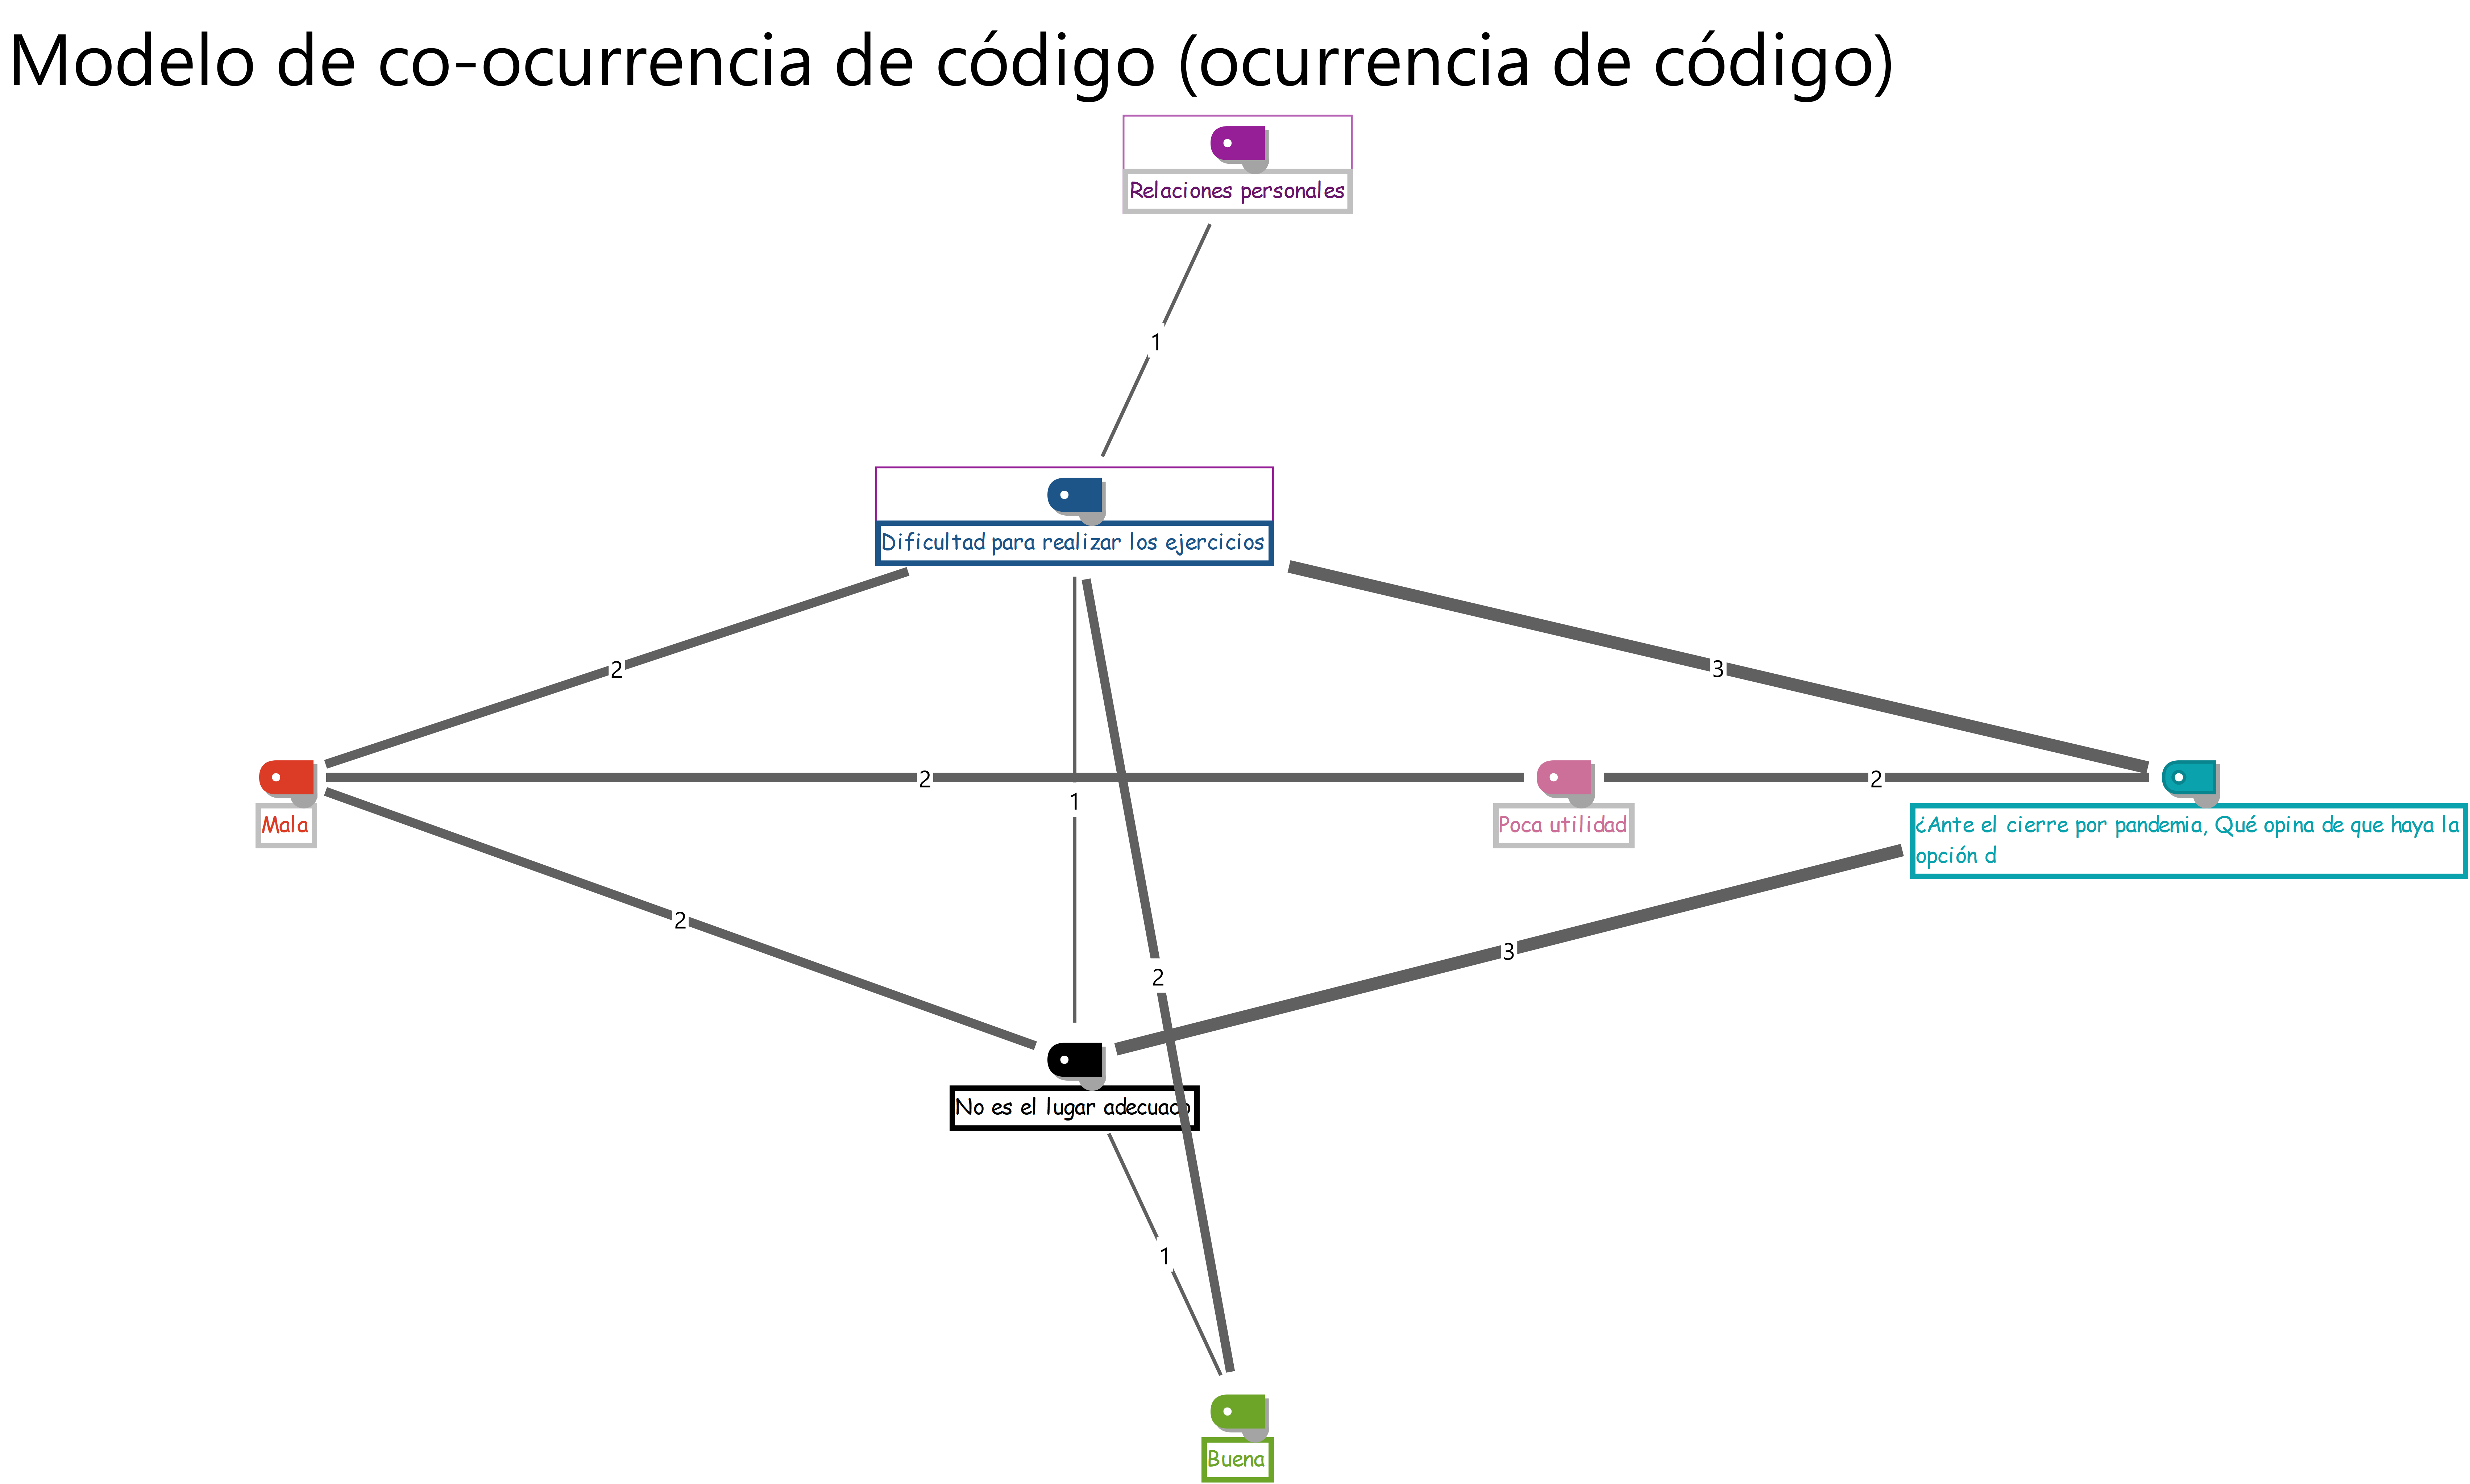 Modelo de co-ocurrencia de código (ocurrencia de código)
Relaciones personales
1
Dificultad para realizar los ejercicios
2
3
Mala
2
1
Poca utilidad
2
¿Ante el cierre por pandemia, Qué opina de que haya la
opción d
2
3
2
No es el lugar adecuado
1
Buena